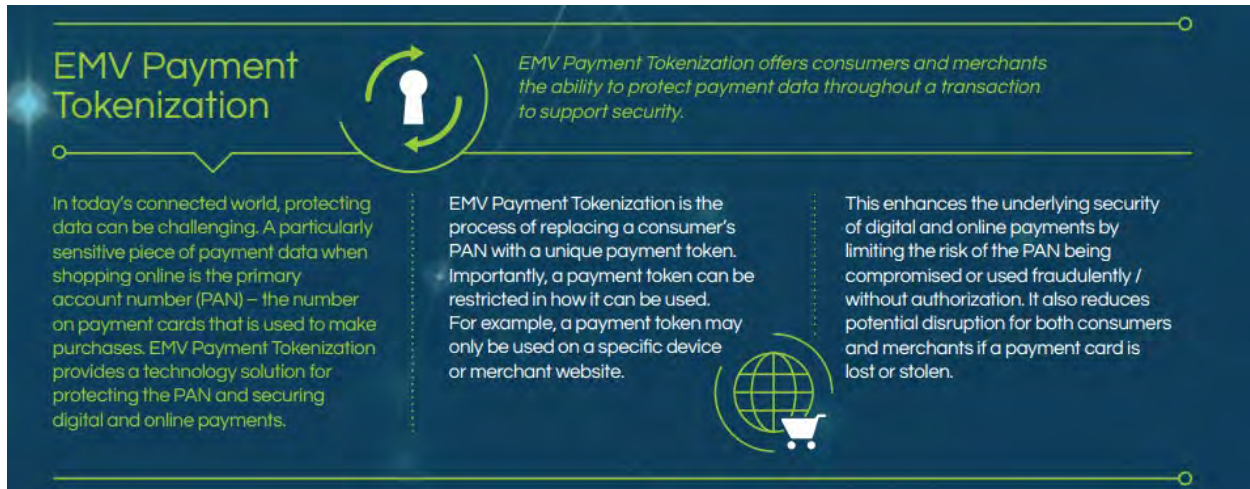 EMV Payment
Tokenization
EMV Payment Tokenization offers consumers and merchants
the ability to protect payment data throughout a transaction
to support security.
In today's connected world, protecting
data can be challenging. A particularly
sensitive piece of payment data when
shopping online is the primary
account number (PAN) – the number
on payment cards that is used to make
purchases. EMV Payment Tokenization
provides a technology solution for
protecting the PAN and securing
digital and online payments.
EMV Payment Tokenization is the
process of replacing a consumer's
PAN with a unique payment token.
Importantly, a payment token can be
restricted in how it can be used.
For example, a payment token may
only be used on a specific device
or merchant website.
This enhances the underlying security
of digital and online payments by
limiting the risk of the PAN being
compromised or used fraudulently /
without authorization. It also reduces
potential disruption for both consumers
and merchants if a payment card is
lost or stolen.